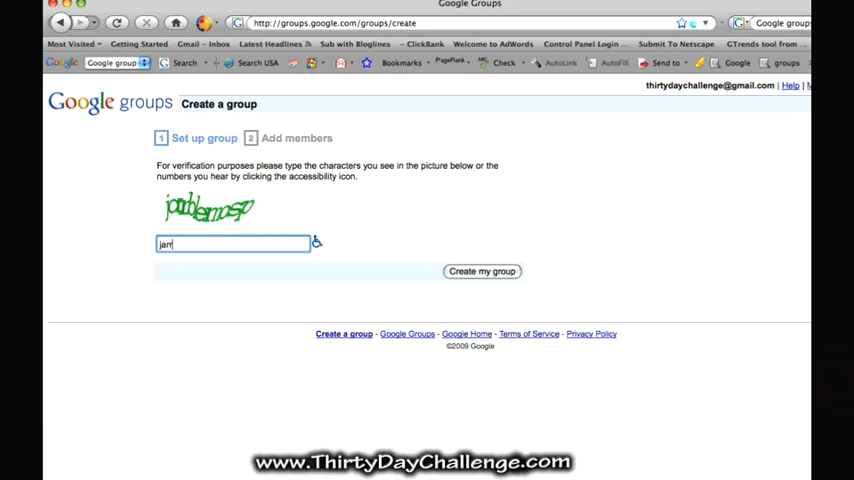 Google Groups
http://groups.google.com/groups/create
Google group
Most Visited Getting Started Gmail – Inbox Latest Headlines Sub with Bloglines – ClickBank Welcome to AdWords Control Panel Login ... Submit To Netscape GTrends tool from ...
Google Google group Search Search USA Bookmarks PageRank Check AutoLink AutoFill Send to Google groups
thirtydaychallenge@gmail.com | Help |
Google groups Create a group
1 Set up group 2 Add members
For verification purposes please type the characters you see in the picture below or the
numbers you hear by clicking the accessibility icon.
Create my group
Create a group - Google Groups - Google Home - Terms of Service - Privacy Policy
©2009 Google
www.ThirtyDayChallenge.com